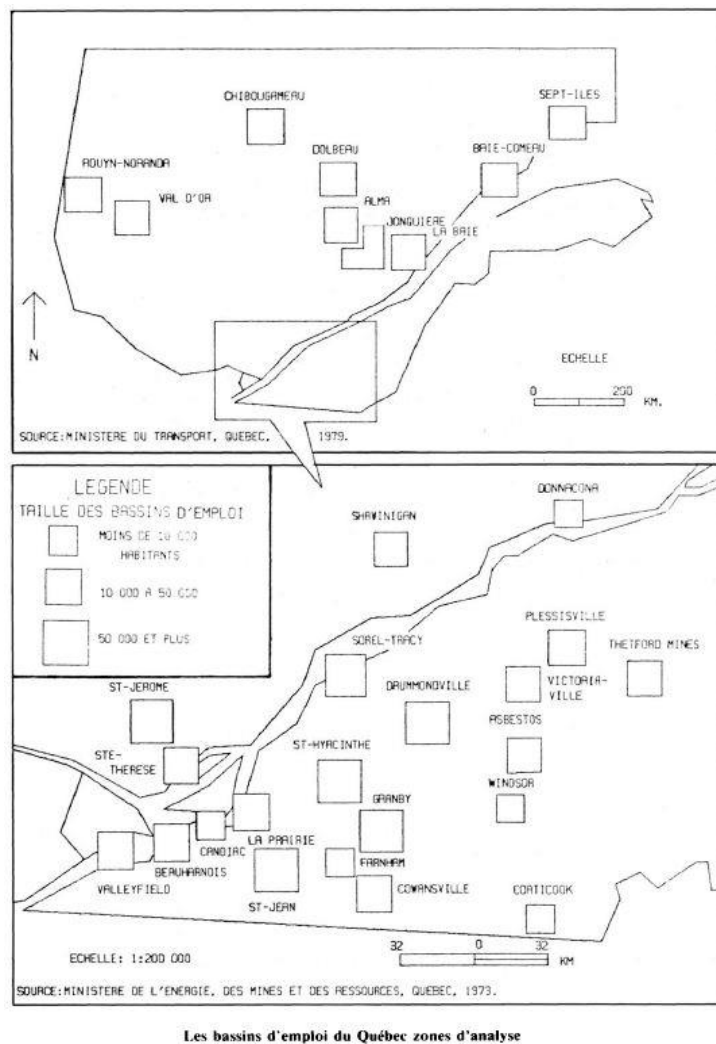 CHIBOUGAMEAU
SEPT-ILES
DOLBEAU
BAIE-COMEAU
ROUYN-NORANDA
VAL D'OR
ALMA
JONQUIERE
LA BAIE
N
ECHELLE
0 200
KM.
SOURCE:MINISTERE DU TRANSPORT, QUEBEC, 1979.
LEGENDE
TAILLE DES BASSINS D'EMPLOI
MOINS DE 10 000
HABITANTS
10 000 A 50 000
50 000 ET PLUS
DONNACONA
SHAWINIGAN
PLESSISVILLE
SOREL-TRACY
THETFORD MINES
DRUMMONDVILLE
VICTORIA-
VILLE
ST-JEROME
ASBESTOS
STE-
THERESE
ST-HYACINTHE
WINDSOR
GRANBY
LA PRAIRIE
CANDIAC
BEAUHARNOIS
FARNHAM
VALLEYFIELD
ST-JEAN
COWANSVILLE
COATICOOK
ECHELLE: 1:200 000
32 0 32
KM
SOURCE:MINISTERE DE L'ENERGIE, DES MINES ET DES RESSOURCES, QUEBEC, 1973.
Les bassins d'emploi du Québec zones d'analyse